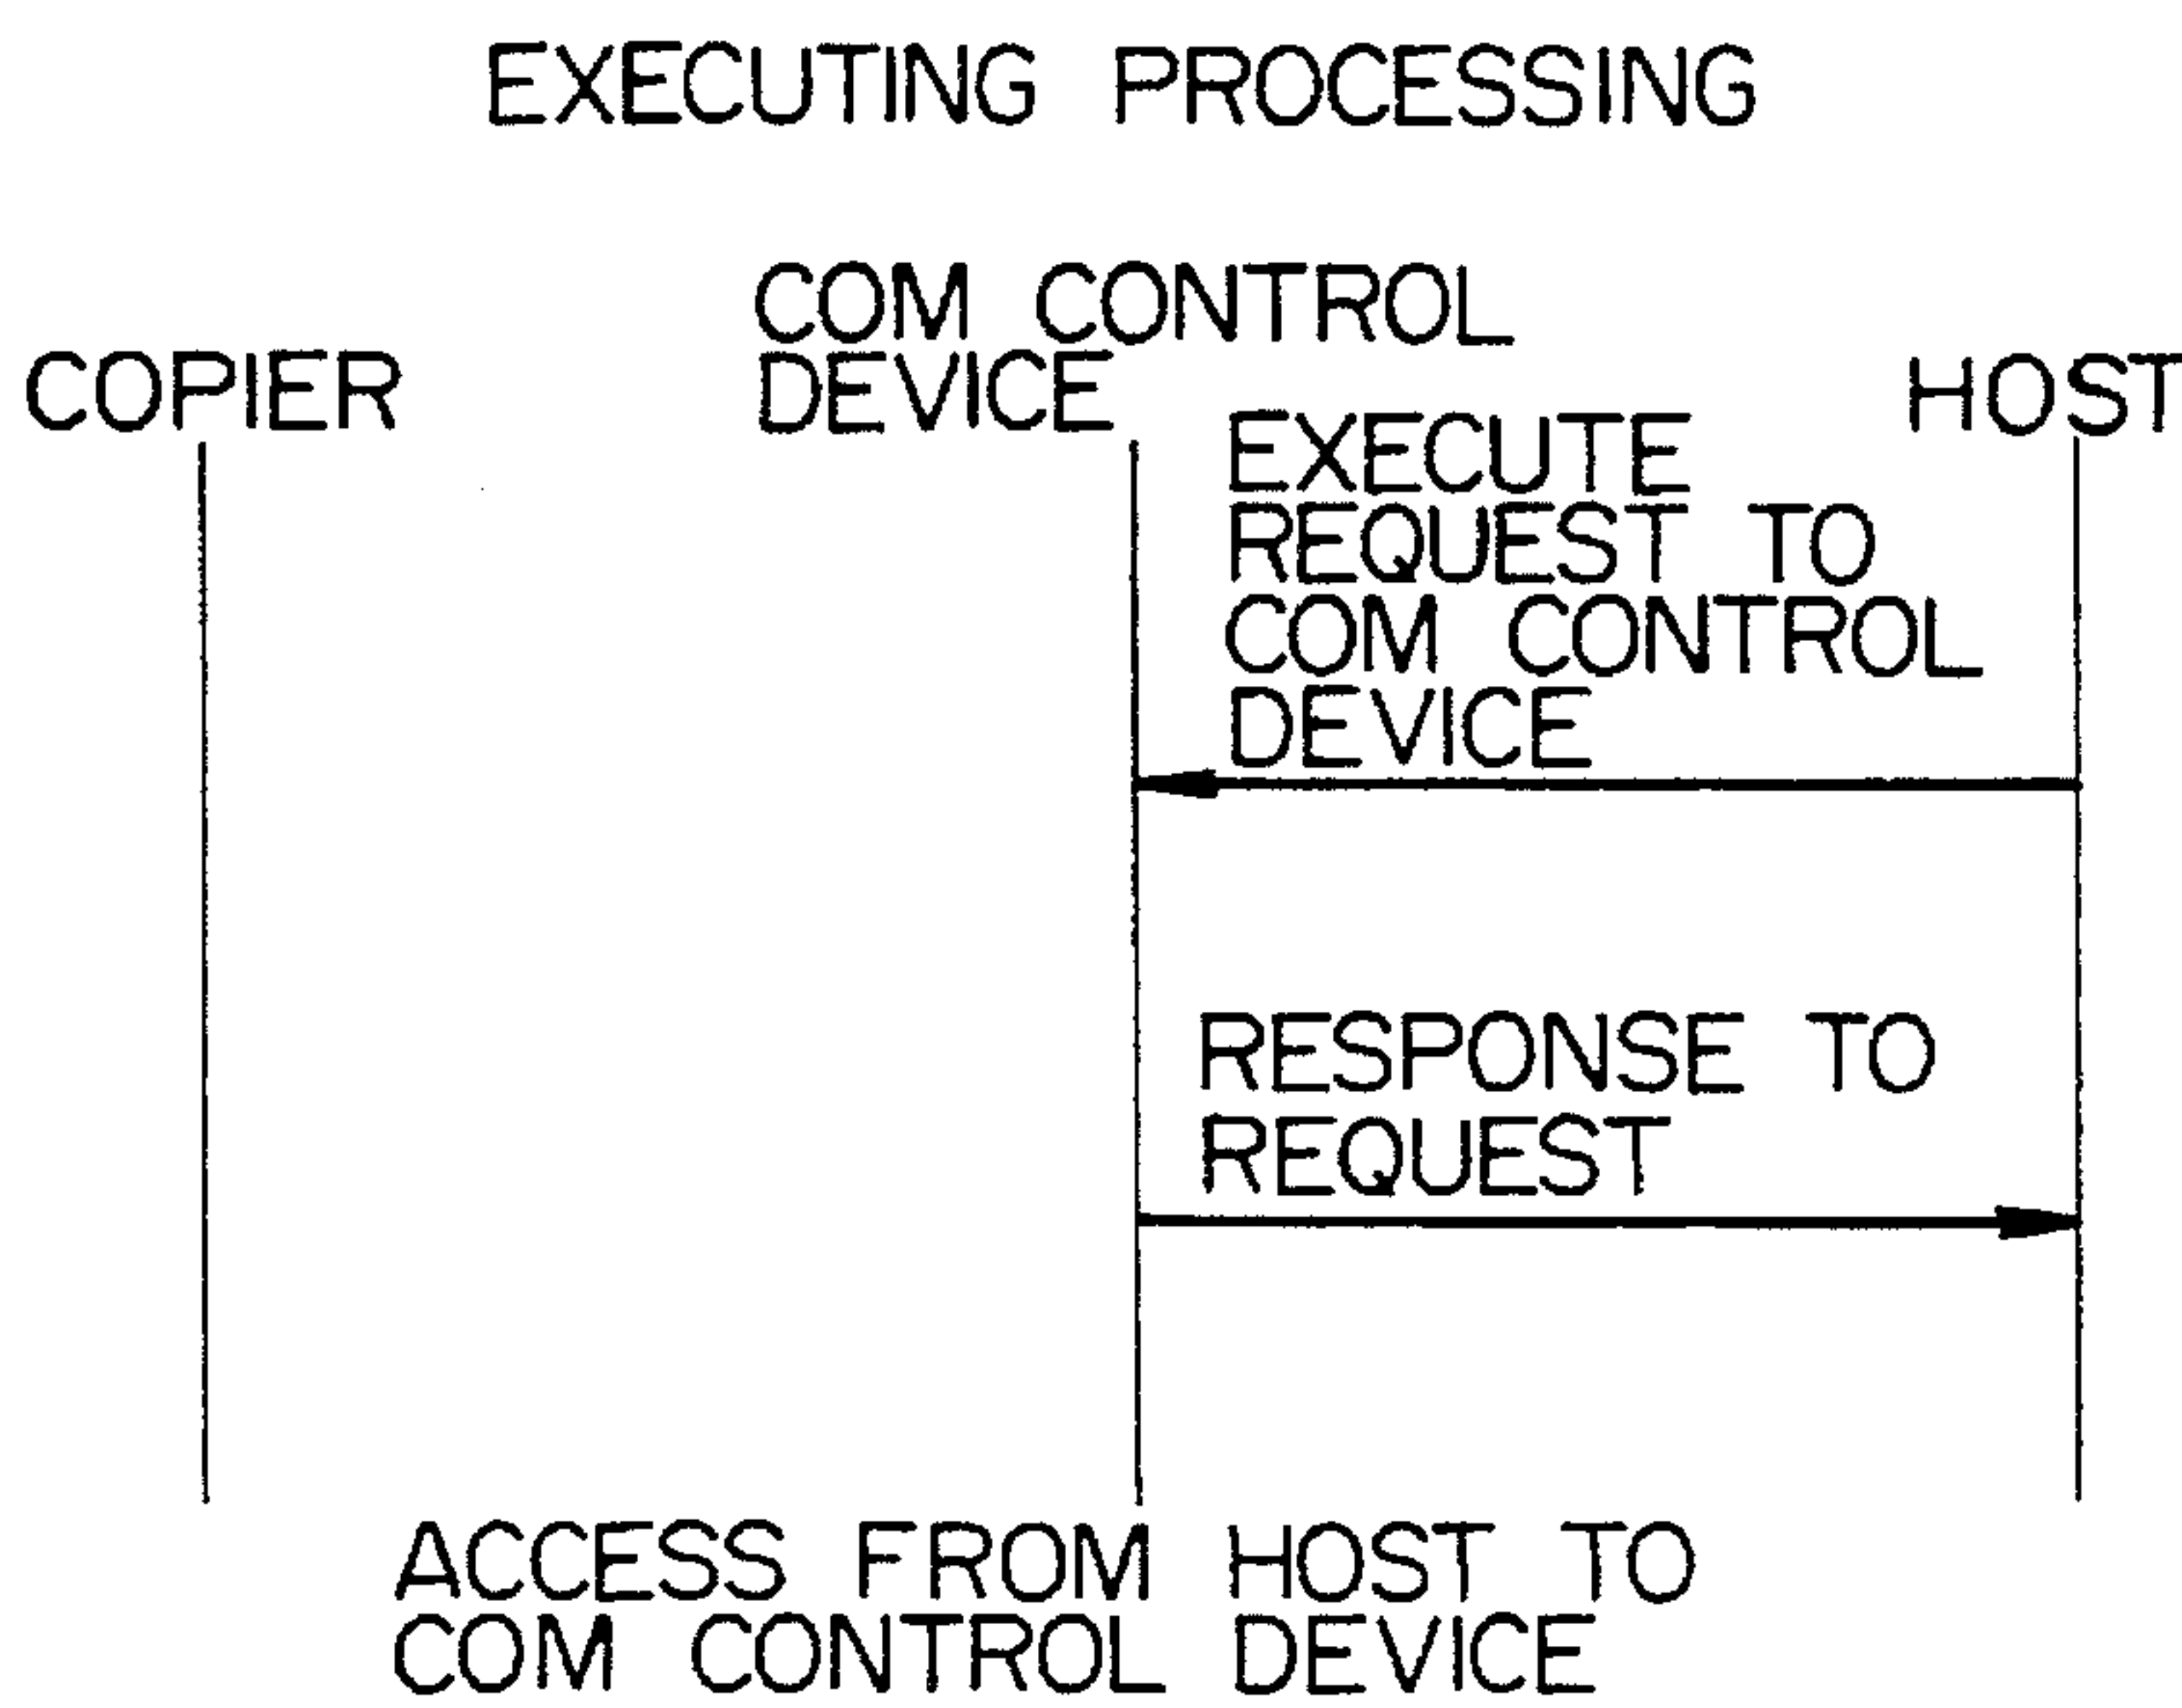 EXECUTING PROCESSING
COM CONTROL
DEVICE
COPIER
HOST
EXECUTE
REQUEST TO
COM CONTROL
DEVICE
RESPONSE TO
REQUEST
ACCESS FROM HOST TO
COM CONTROL DEVICE